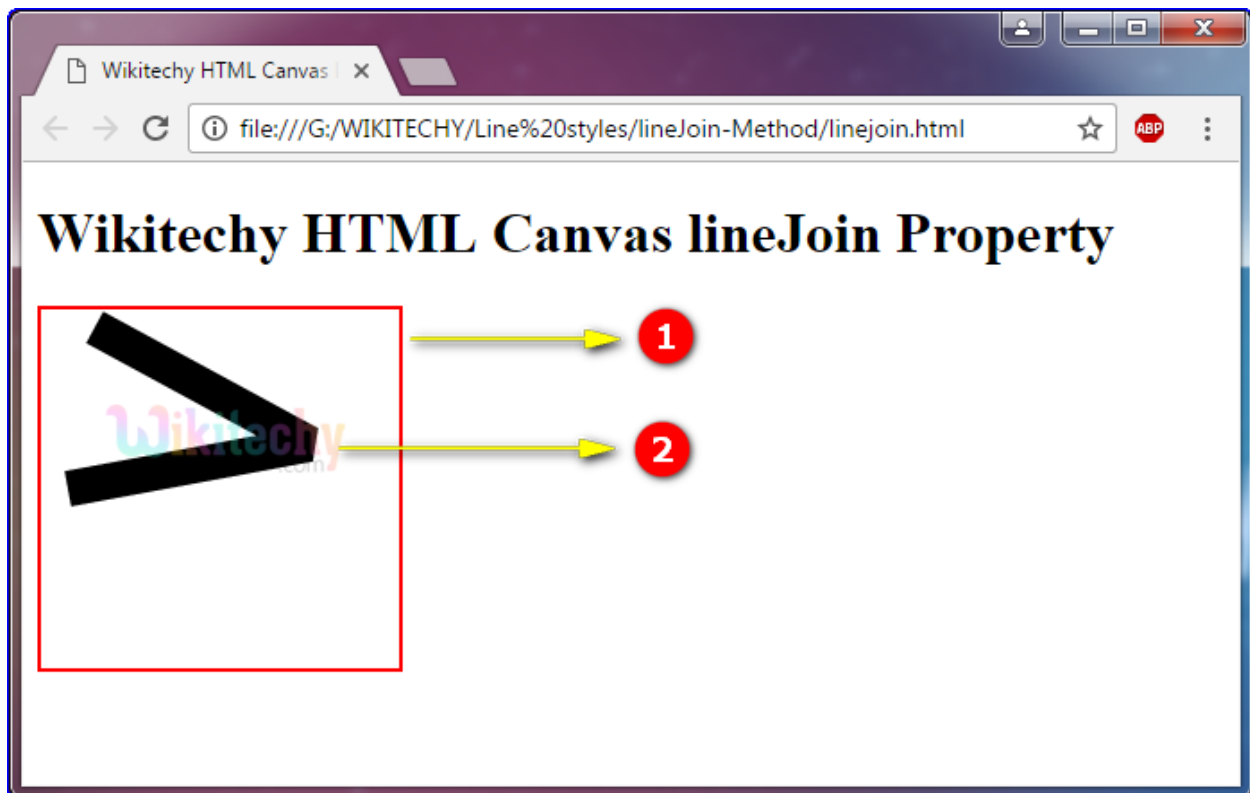 Wikitechy HTML Canvas
file:///G:/WIKITECHY/Line%20styles/lineJoin-Method/linejoin.html
ABP
Wikitechy HTML Canvas lineJoin Property
1
Wikitechy
.com
2